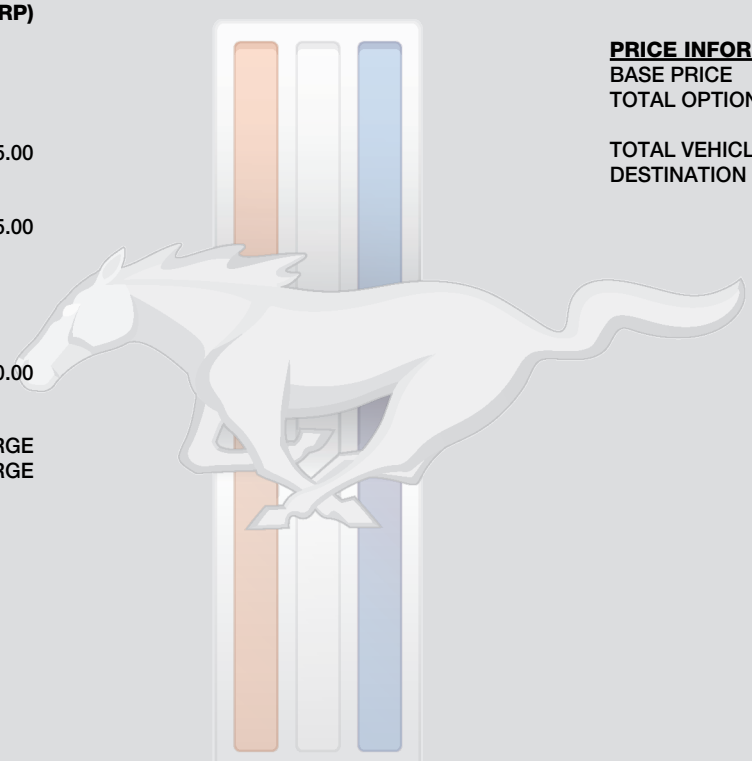 RP)
5.00
5.00
0.00
RGE
RGE
PRICE INFOR
BASE PRICE
TOTAL OPTION
TOTAL VEHICL
DESTINATION